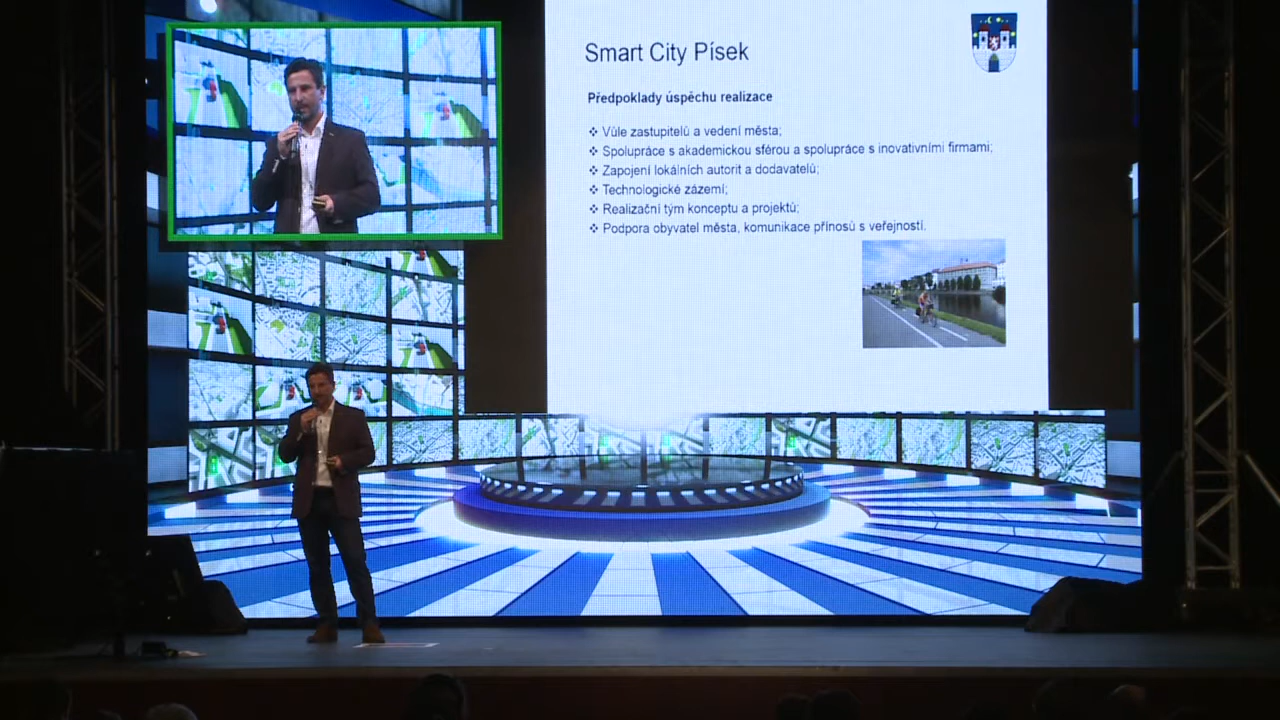 Smart City Písek
Předpoklady úspěchu realizace
❖ Vůle zastupitelů a vedení města;
❖ Spolupráce s akademickou sférou a spolupráce s inovativními firmami;
❖ Zapojení lokálních autorit a dodavatelů;
❖ Technologické zázemí;
❖ Realizační tým konceptu a projektů;
❖ Podpora obyvatel města, komunikace přínosů s veřejností.